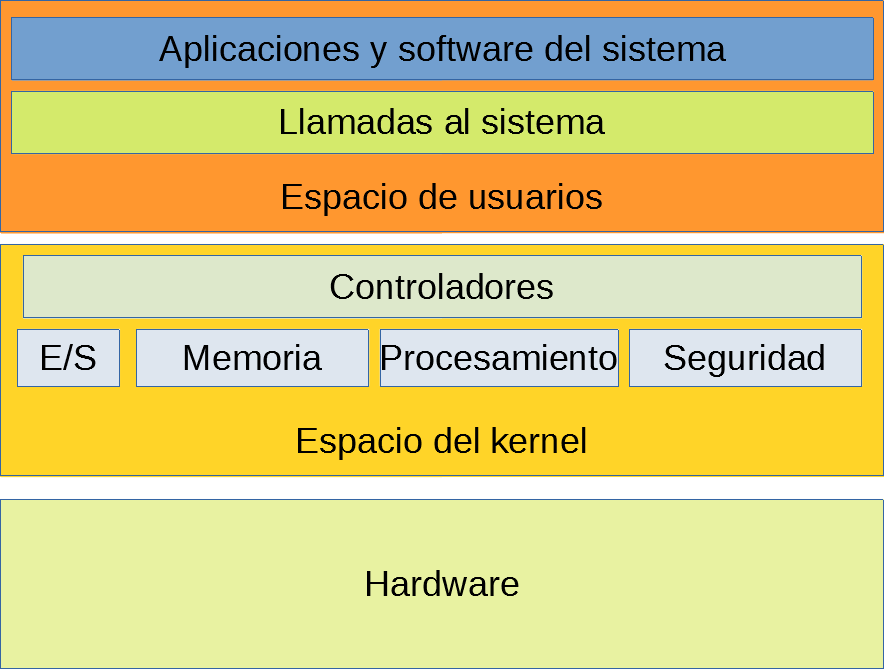 Aplicaciones y software del sistema
Llamadas al sistema
Espacio de usuarios
Controladores
E/S
Memoria
Procesamiento
Seguridad
Espacio del kernel
Hardware